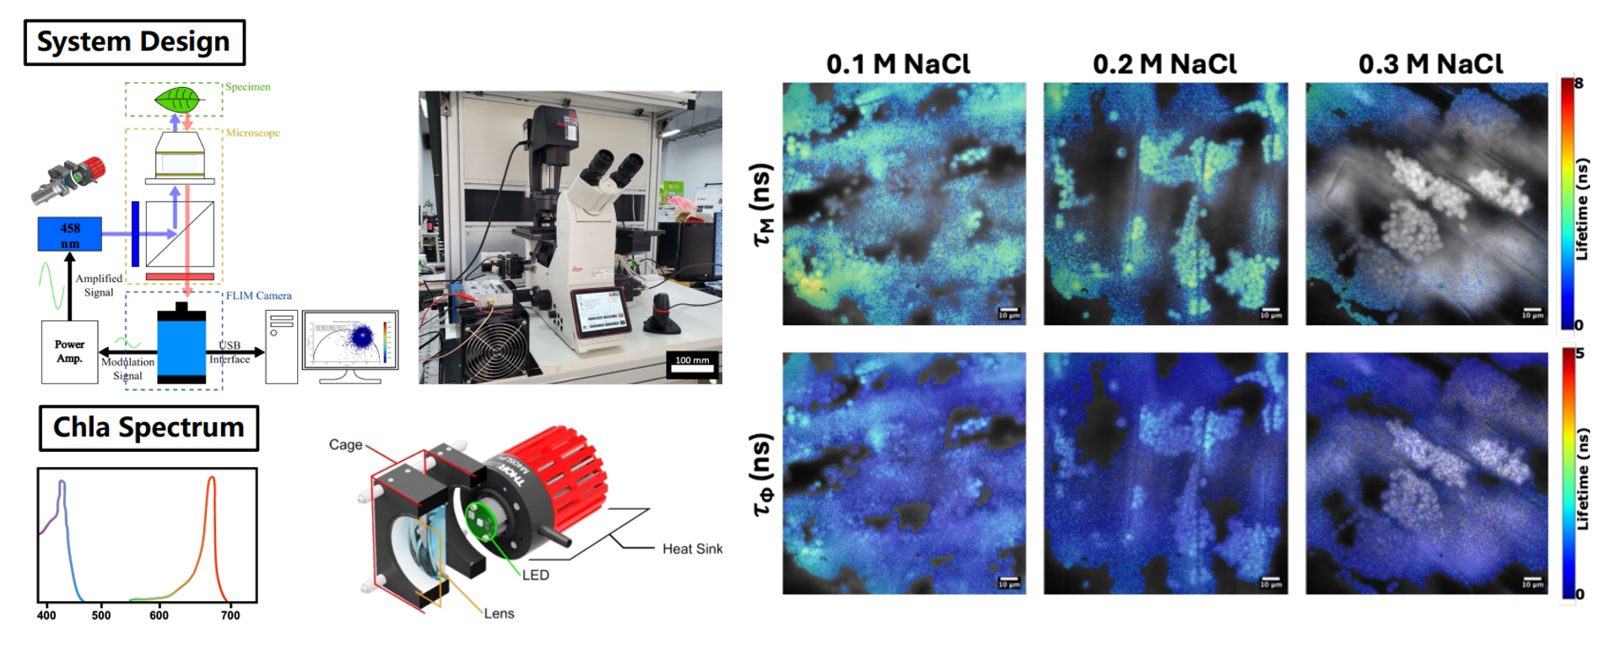 System Design
Specimen
Microscope
458
nm
Amplified
Signal
FLIM Camera
Power
Amp.
Modulation
Signal
USB
Interface
100 mm
Chla Spectrum
400 500 600 700
Cage
THOR
Heat Sink
LED
Lens
0.1 M NaCl 0.2 M NaCl 0.3 M NaCl
τM (ns)
10 μm
10 μm
10 μm
8
Lifetime (ns)
0
τΦ (ns)
10 μm
10 μm
10 μm
5
Lifetime (ns)
0